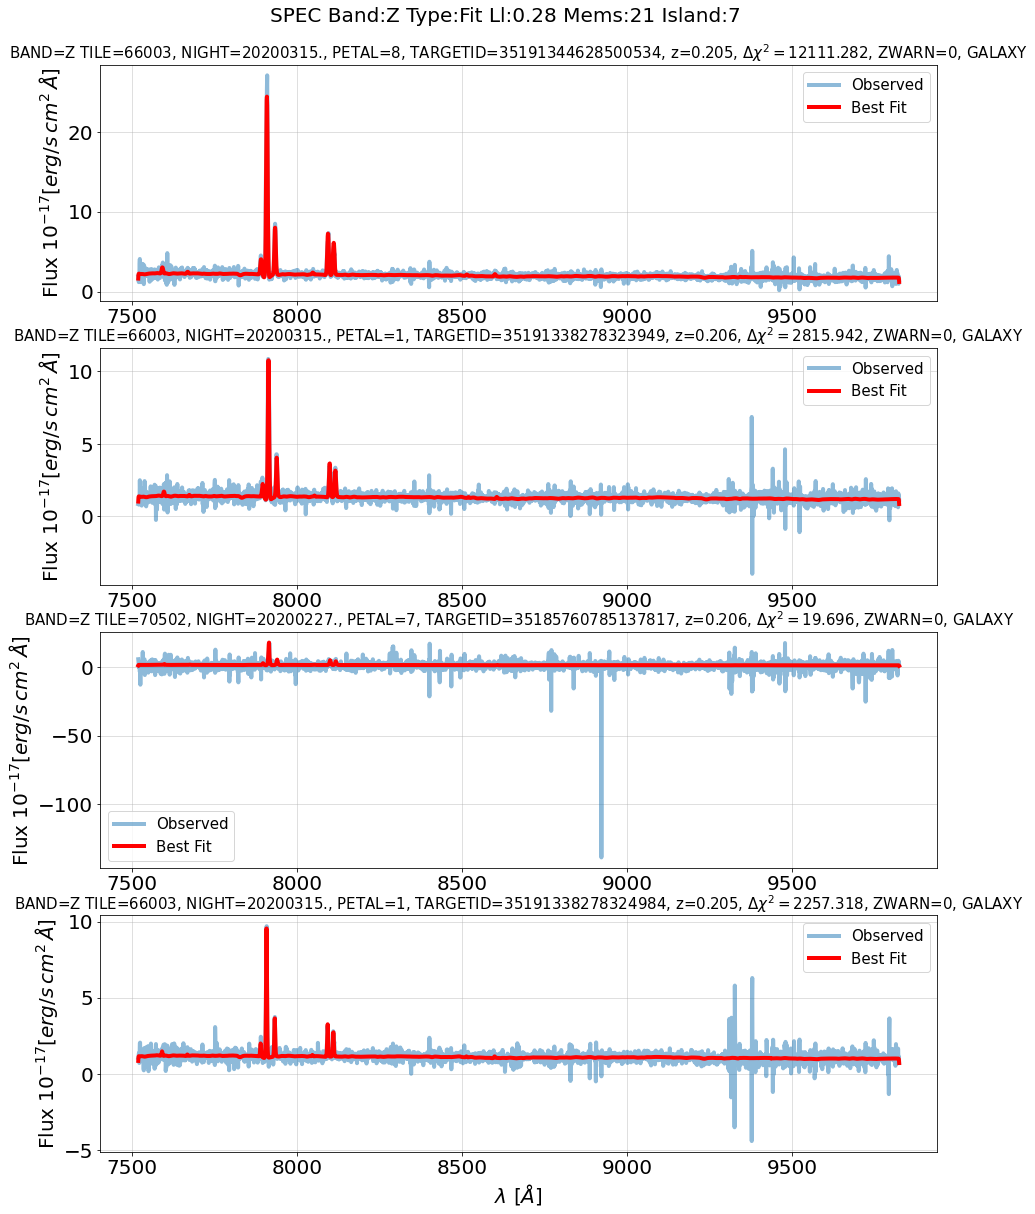 SPEC Band:Z Type:Fit Ll:0.28 Mems:21 Island:7
BAND=Z TILE=66003, NIGHT=20200315., PETAL=8, TARGETID=35191344628500534, z=0.205, Δχ² = 12111.282, ZWARN=0, GALAXY
Flux 10⁻¹⁷[erg/s cm² Å]
20
10
0
Observed
Best Fit
7500 8000 8500 9000 9500
BAND=Z TILE=66003, NIGHT=20200315., PETAL=1, TARGETID=35191338278323949, z=0.206, Δχ² = 2815.942, ZWARN=0, GALAXY
Flux 10⁻¹⁷[erg/s cm² Å]
10
5
0
Observed
Best Fit
7500 8000 8500 9000 9500
BAND=Z TILE=70502, NIGHT=20200227., PETAL=7, TARGETID=35185760785137817, z=0.206, Δχ² = 19.696, ZWARN=0, GALAXY
Flux 10⁻¹⁷[erg/s cm² Å]
0
−50
−100
Observed
Best Fit
7500 8000 8500 9000 9500
BAND=Z TILE=66003, NIGHT=20200315., PETAL=1, TARGETID=35191338278324984, z=0.205, Δχ² = 2257.318, ZWARN=0, GALAXY
Flux 10⁻¹⁷[erg/s cm² Å]
10
5
0
−5
Observed
Best Fit
7500 8000 8500 9000 9500
λ [Å]